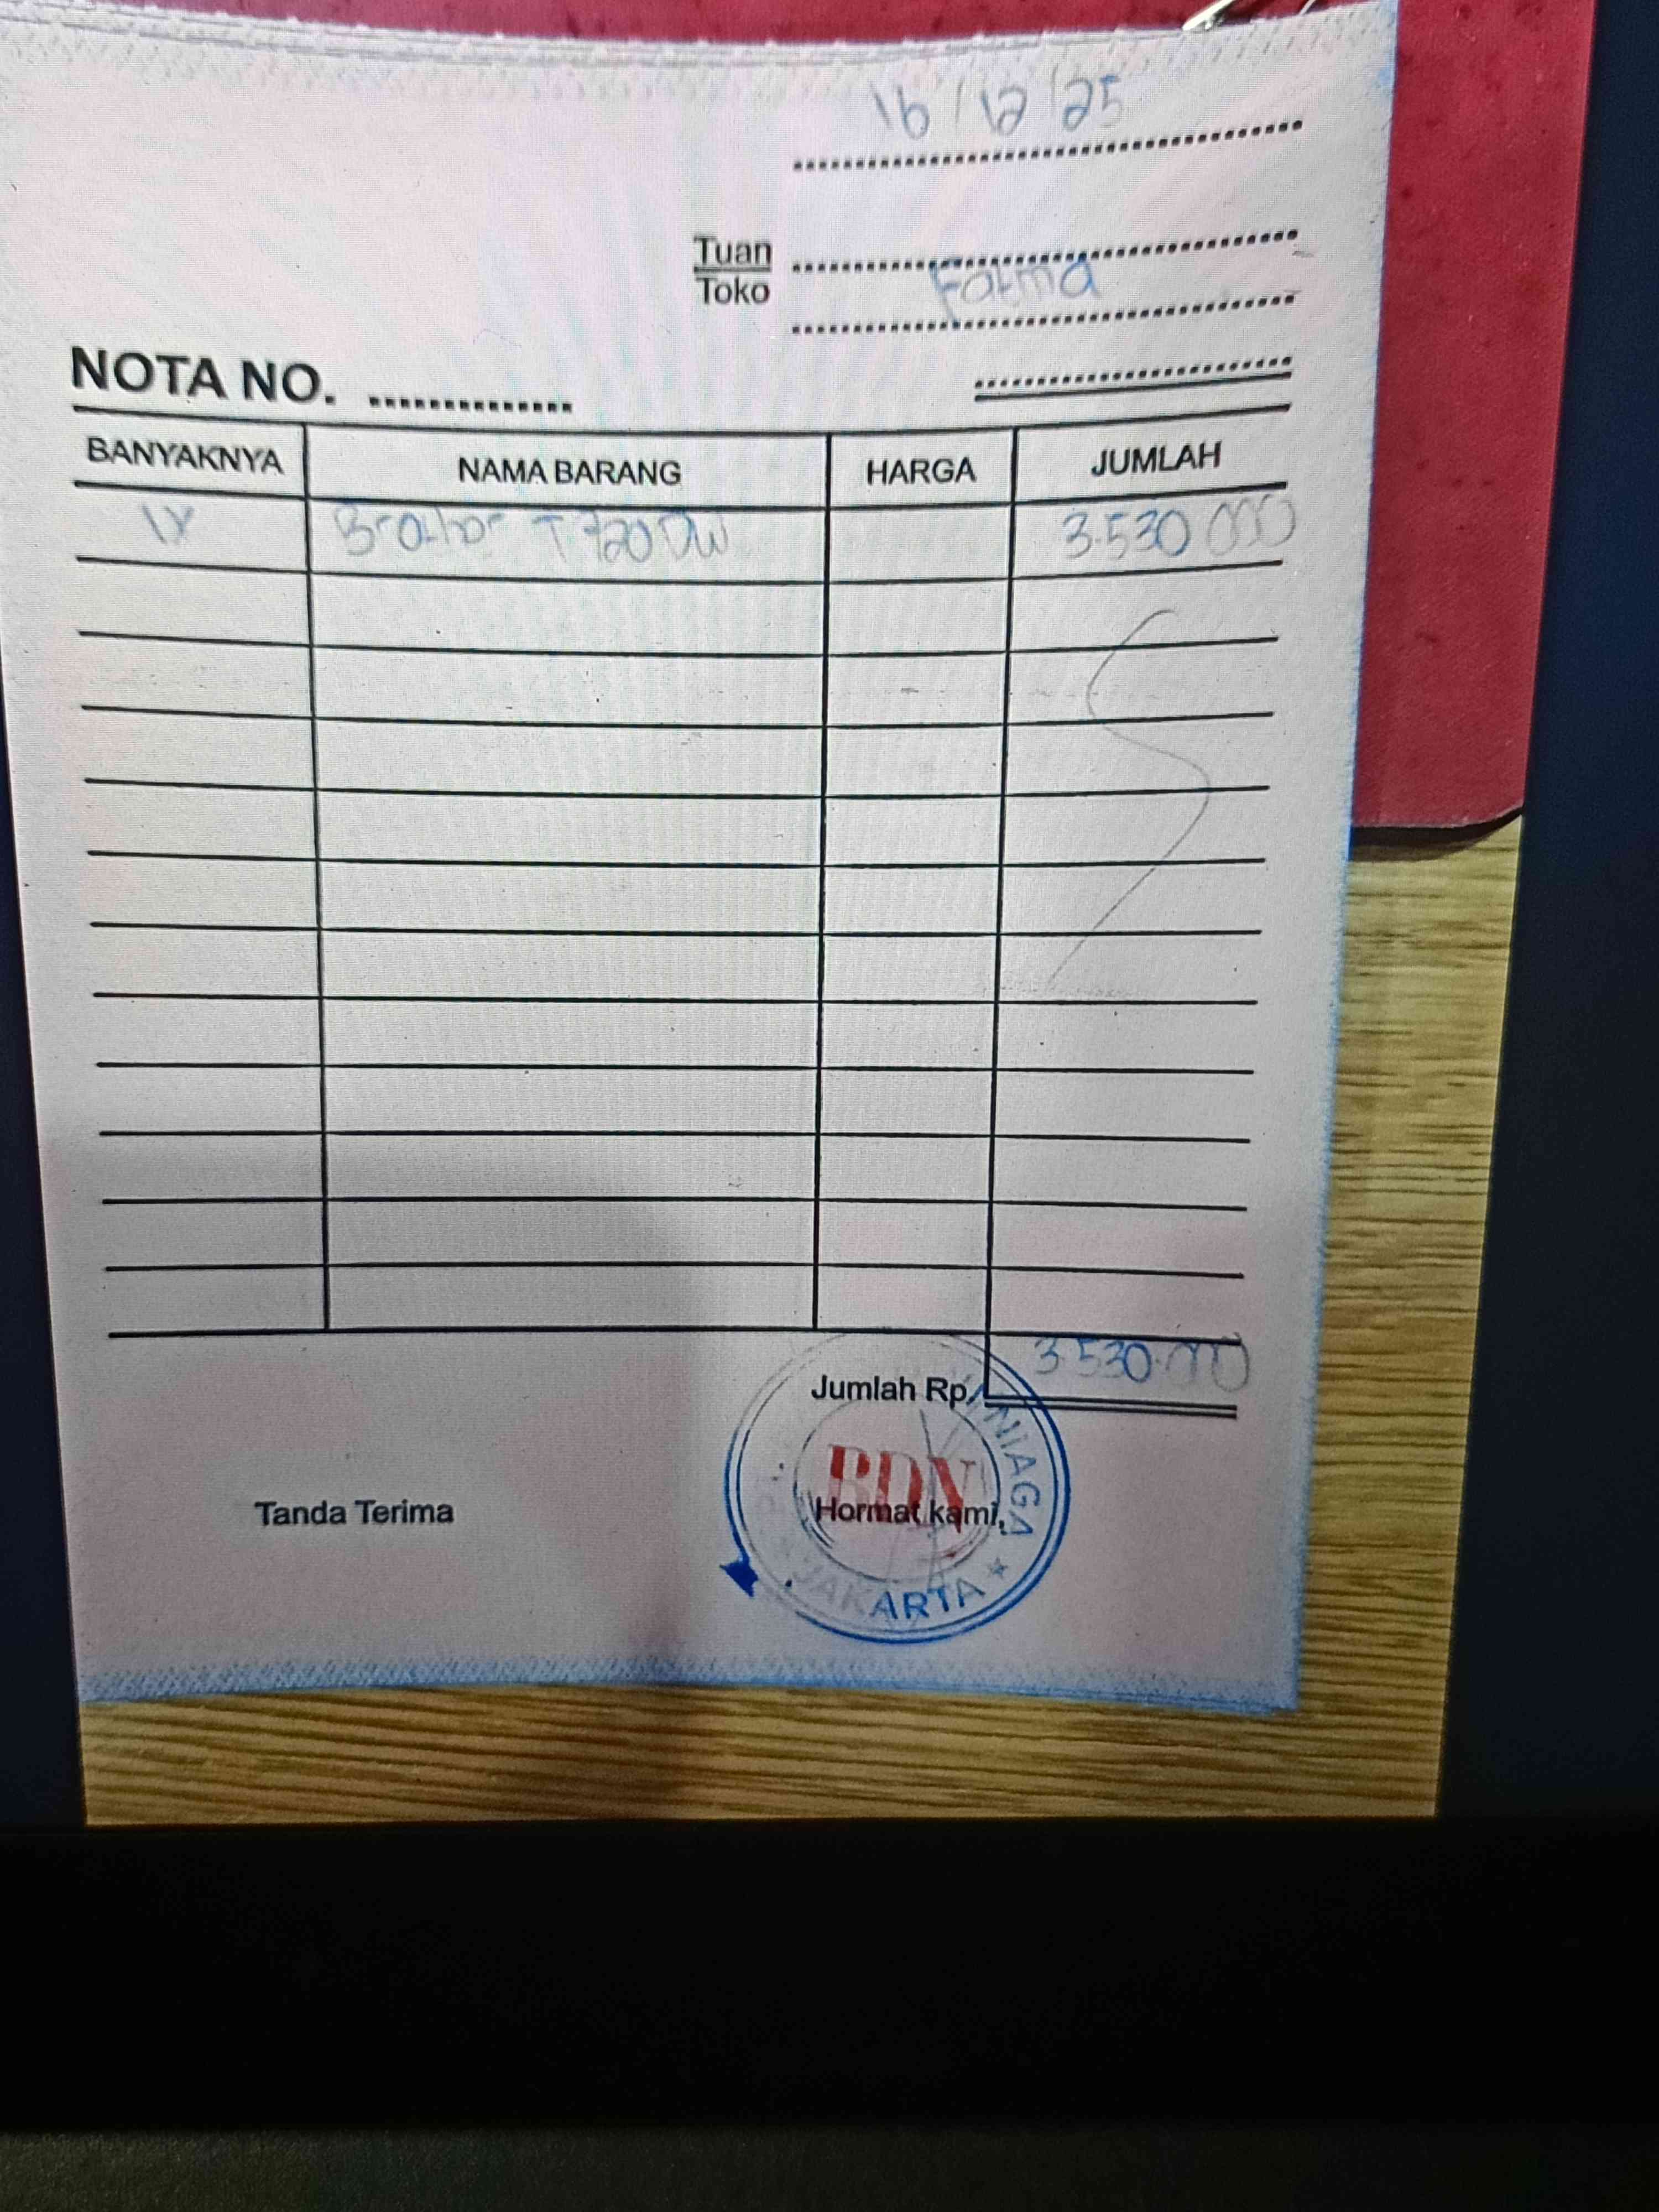 16/12/25
Tuan
Toko
Fatma
NOTA NO. ..............
BANYAKNYA NAMA BARANG HARGA JUMLAH
1x Brother T720DW 3.530.000
Jumlah Rp. 3.530.000
Tanda Terima Hormat kami,
NIAGA
BDN
★ JAKARTA ★